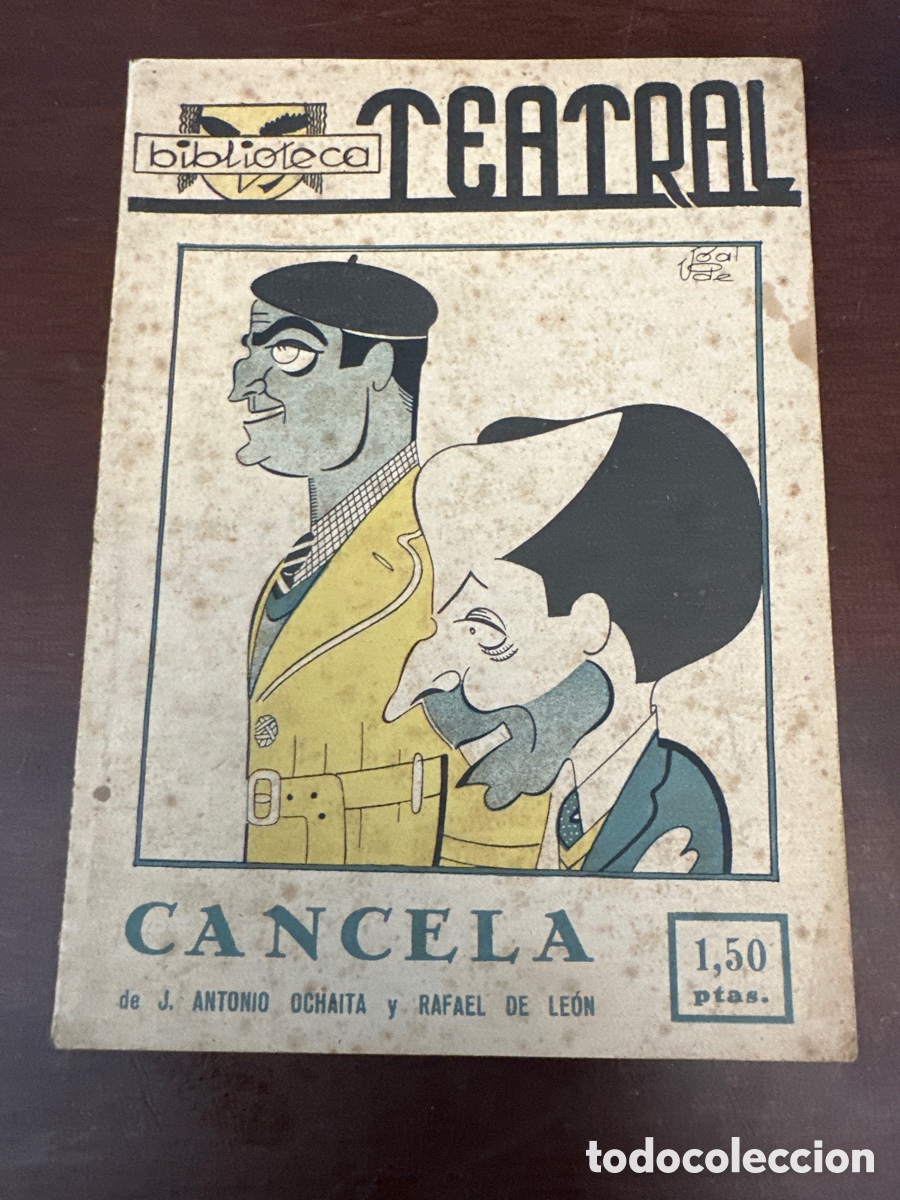 biblioteca TEATRAL
CANCELA
de J. ANTONIO OCHAITA y RAFAEL DE LEÓN
1,50
ptas.
todocoleccion